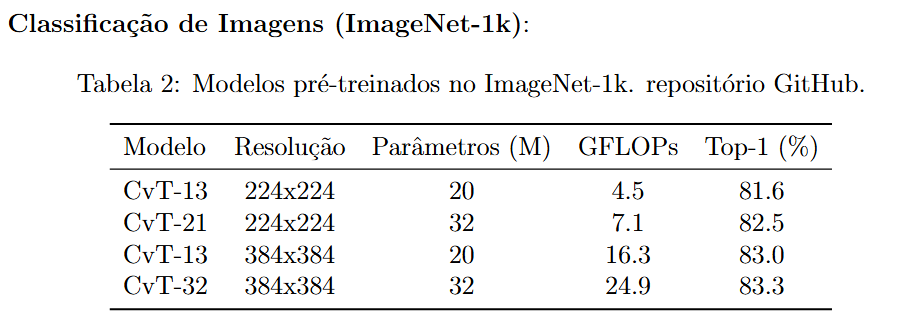 Classificação de Imagens (ImageNet-1k):
Tabela 2: Modelos pré-treinados no ImageNet-1k. repositório GitHub.
Modelo Resolução Parâmetros (M) GFLOPs Top-1 (%)
CvT-13 224x224 20 4.5 81.6
CvT-21 224x224 32 7.1 82.5
CvT-13 384x384 20 16.3 83.0
CvT-32 384x384 32 24.9 83.3